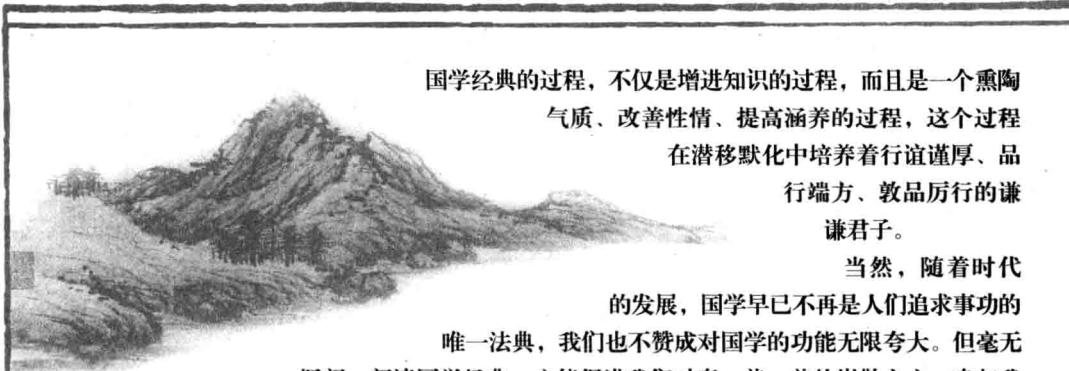 国学经典的过程，不仅是增进知识的过程，而且是一个熏陶
气质、改善性情、提高涵养的过程，这个过程
在潜移默化中培养着行谊谨厚、品
行端方、敦品厉行的谦
谦君子。
当然，随着时代
的发展，国学早已不再是人们追求事功的
唯一法典，我们也不赞成对国学的功能无限夸大。但毫无